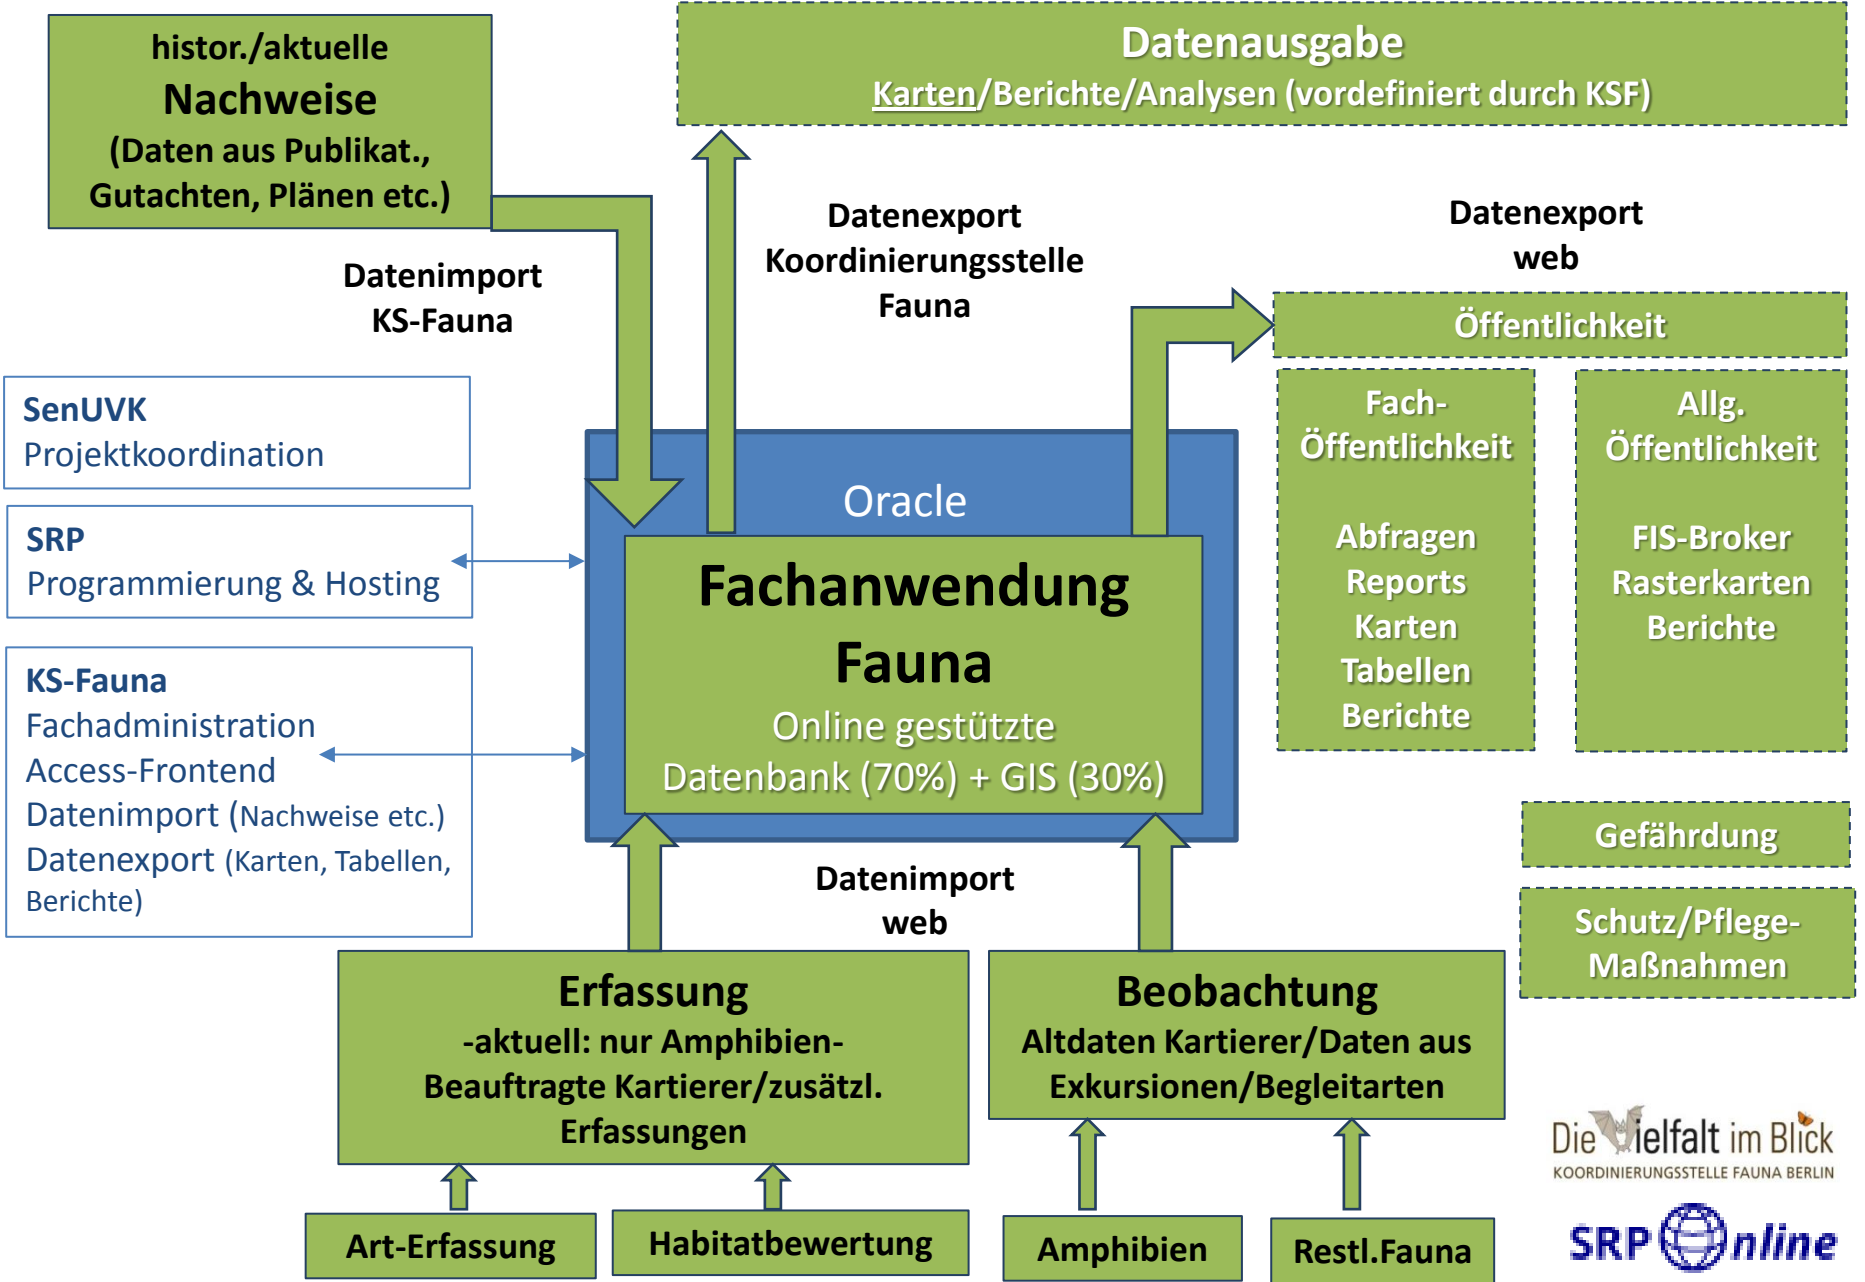 histor./aktuelle
Nachweise
(Daten aus Publikat.,
Gutachten, Plänen etc.)
Datenausgabe
Karten/Berichte/Analysen (vordefiniert durch KSF)
Datenimport
KS-Fauna
Datenexport
Koordinierungsstelle
Fauna
Datenexport
web
Öffentlichkeit
Fach-
Öffentlichkeit
Abfragen
Reports
Karten
Tabellen
Berichte
Allg.
Öffentlichkeit
FIS-Broker
Rasterkarten
Berichte
SenUVK
Projektkoordination
SRP
Programmierung & Hosting
KS-Fauna
Fachadministration
Access-Frontend
Datenimport (Nachweise etc.)
Datenexport (Karten, Tabellen,
Berichte)
Oracle
Fachanwendung
Fauna
Online gestützte
Datenbank (70%) + GIS (30%)
Gefährdung
Schutz/Pflege-
Maßnahmen
Datenimport
web
Erfassung
-aktuell: nur Amphibien-
Beauftragte Kartierer/zusätzl.
Erfassungen
Beobachtung
Altdaten Kartierer/Daten aus
Exkursionen/Begleitarten
Art-Erfassung
Habitatbewertung
Amphibien
Restl.Fauna
Die Vielfalt im Blick
KOORDINIERUNGSSTELLE FAUNA BERLIN
SRP Online